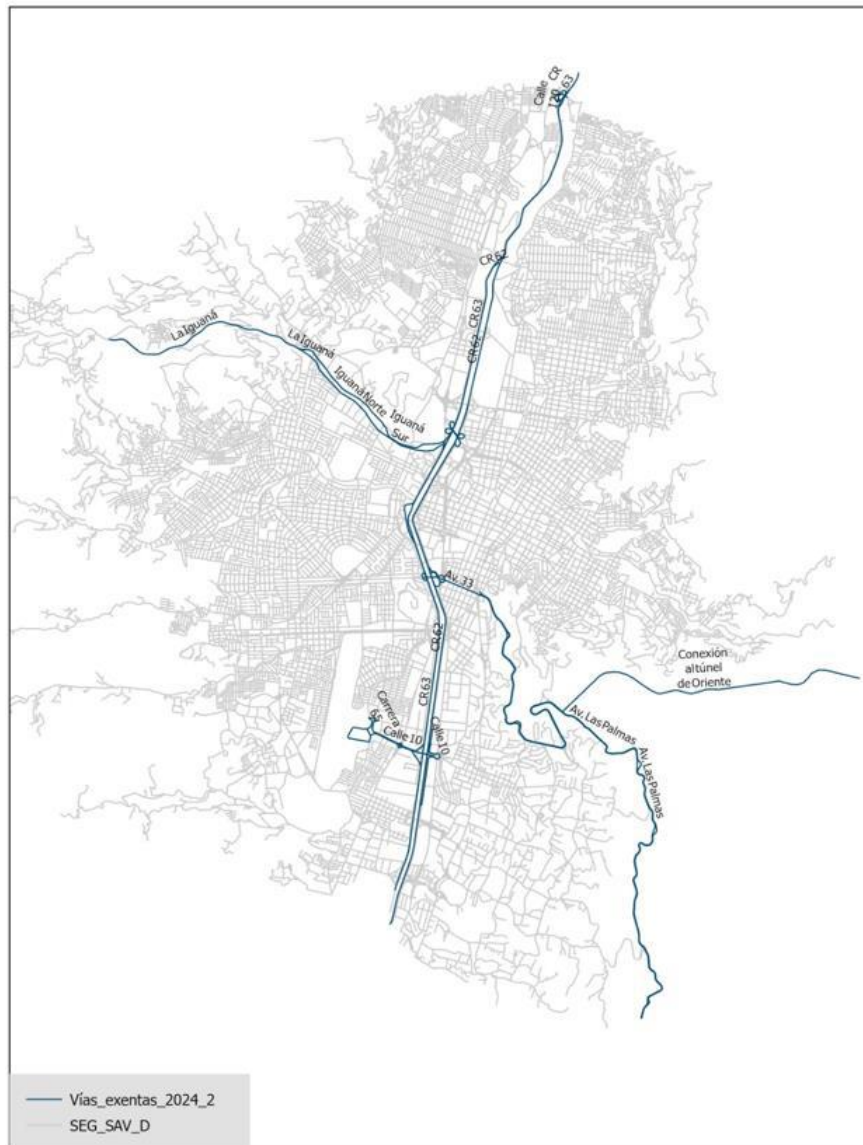 Calle CR
120 63
CR 62
CR 63
CR 62
La Iguaná
La Iguaná
Iguaná Norte
Iguaná
Sur
Av. 33
CR 62
Conexión
al túnel
de Oriente
CR 63
Carrera
65
Calle 10
Calle 10
Av. Las Palmas
Av. Las Palmas
Vías_exentas_2024_2
SEG_SAV_D